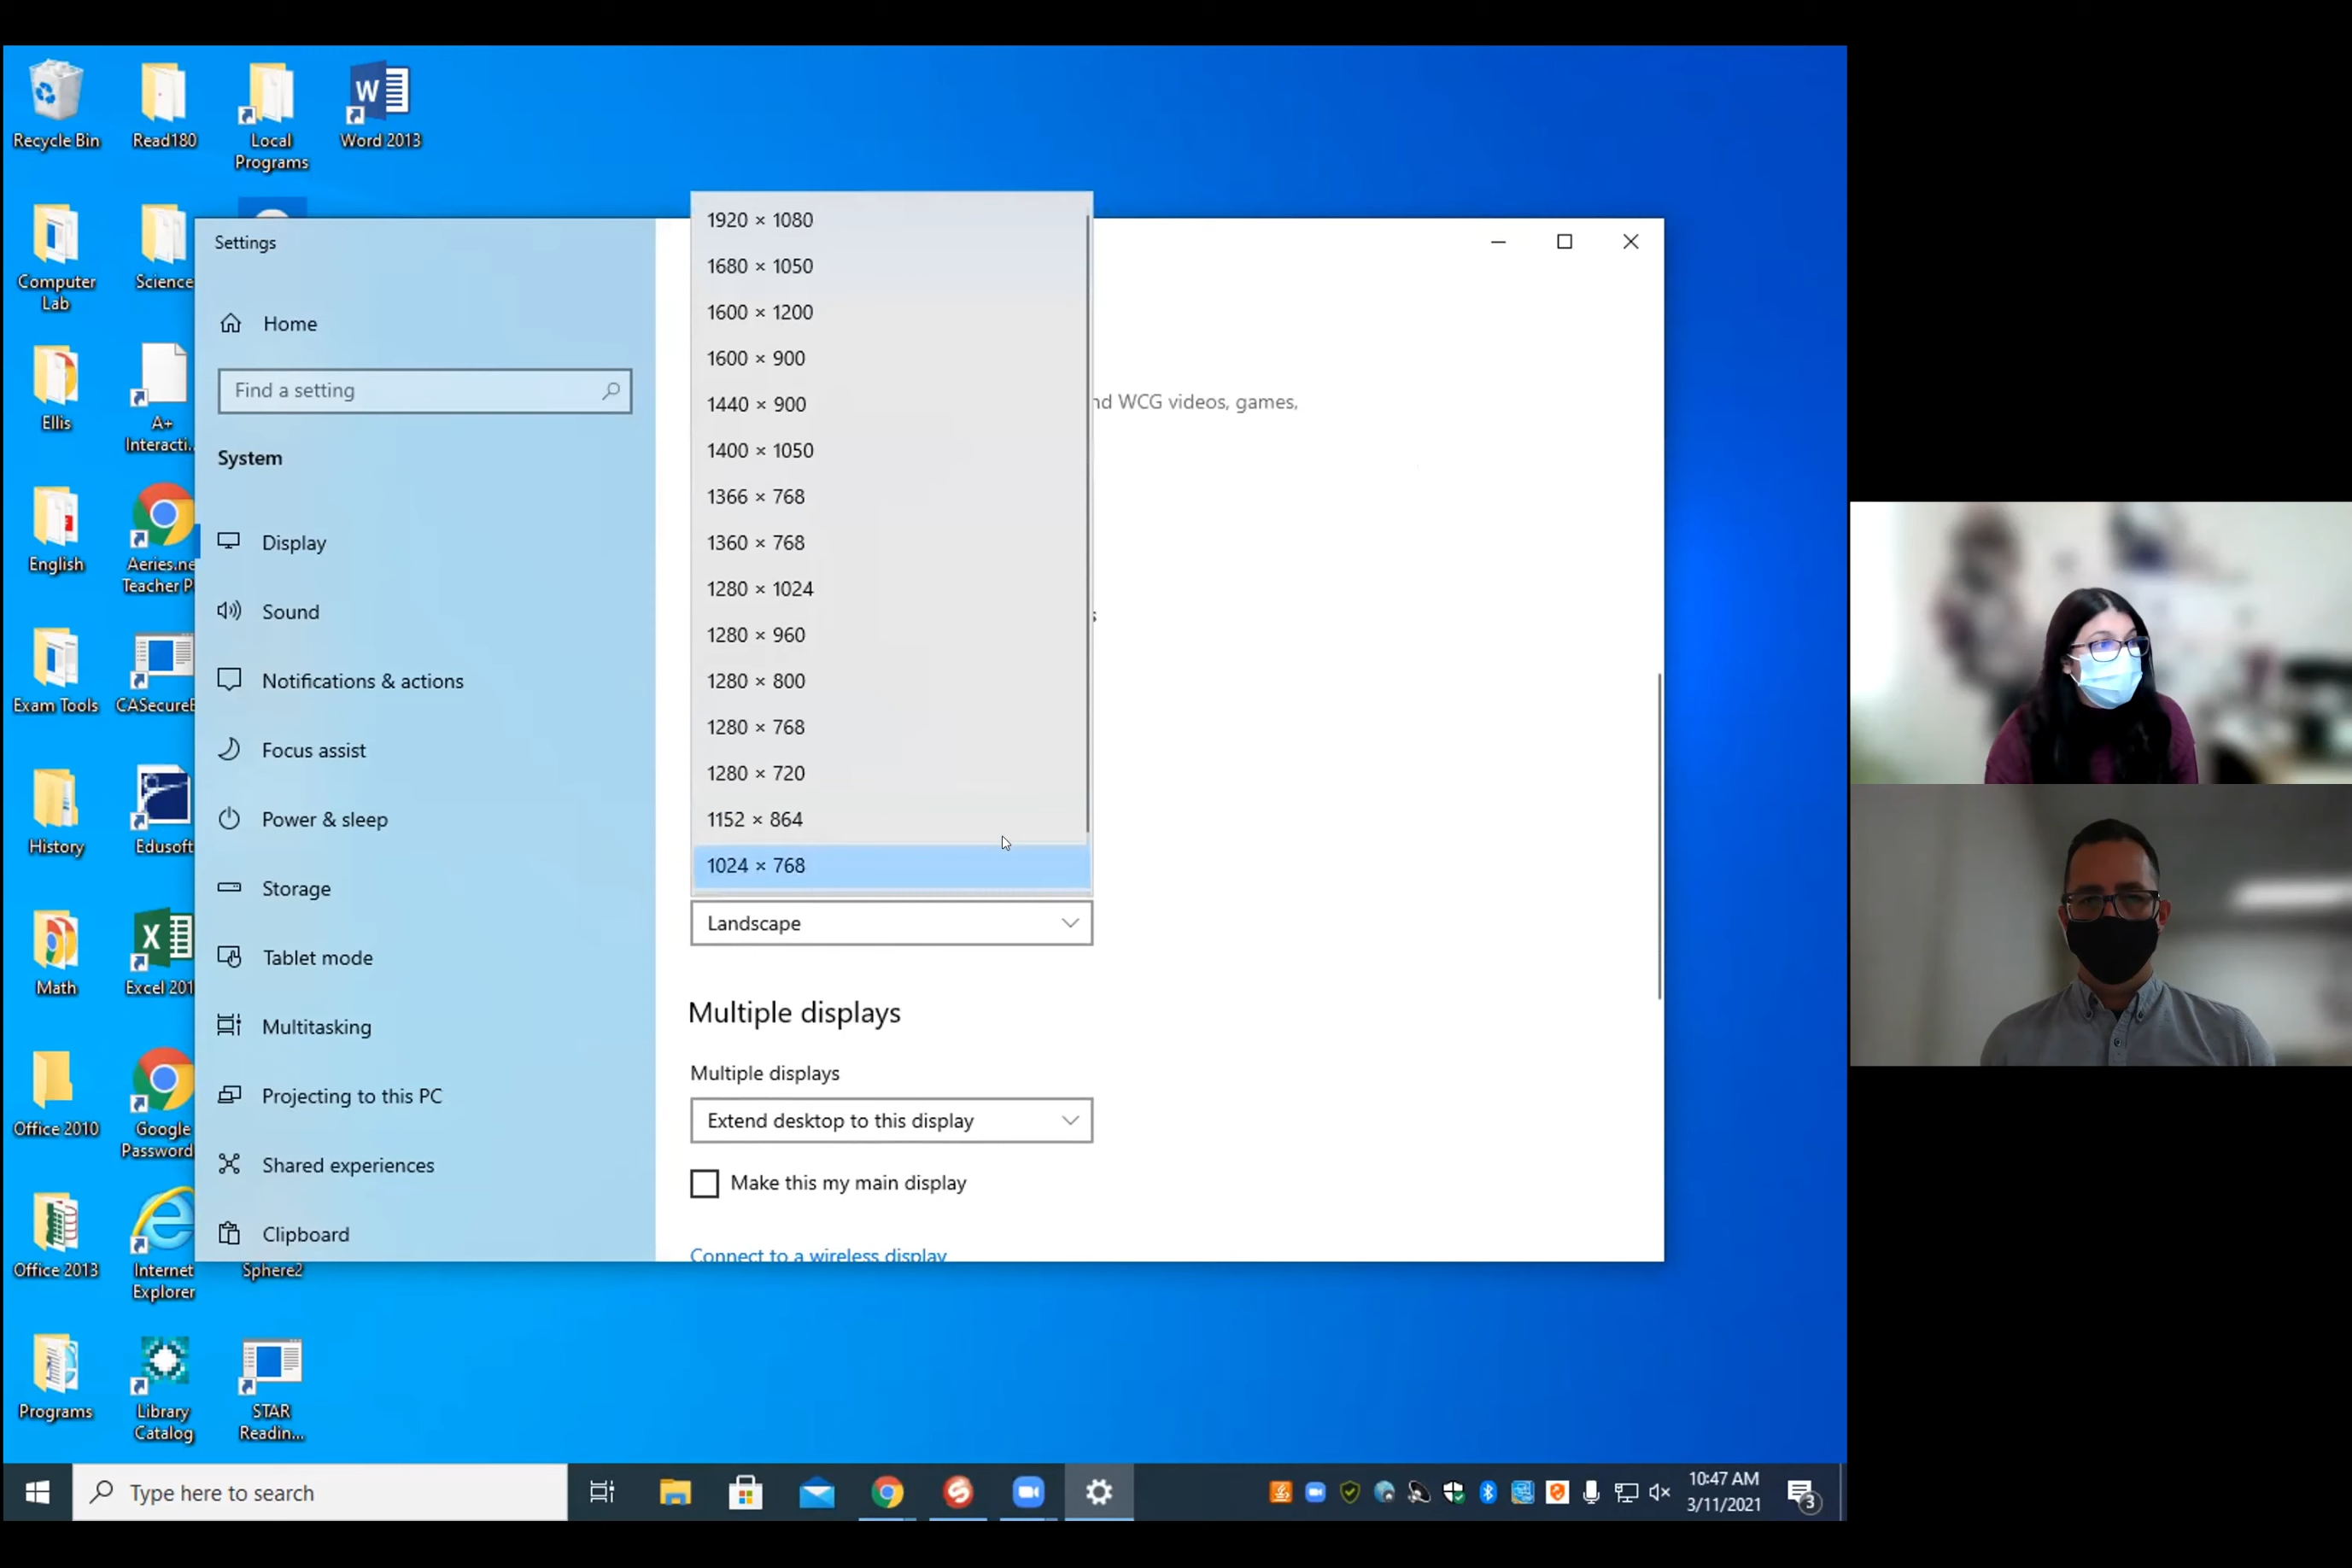 Recycle Bin
Read180
Local
Programs
Word 2013
Computer
Lab
Science
Ellis
A+
Interacti...
English
Aeries.ne
Teacher P
Exam Tools
CASecureB
History
Edusoft
Math
Excel 201
Office 2010
Google
Password
Office 2013
Internet
Explorer
Sphere2
Programs
Library
Catalog
STAR
Readin...
Settings
Home
Find a setting
System
Display
Sound
Notifications & actions
Focus assist
Power & sleep
Storage
Tablet mode
Multitasking
Projecting to this PC
Shared experiences
Clipboard
1920 × 1080
1680 × 1050
1600 × 1200
1600 × 900
1440 × 900
1400 × 1050
1366 × 768
1360 × 768
1280 × 1024
1280 × 960
1280 × 800
1280 × 768
1280 × 720
1152 × 864
1024 × 768
nd WCG videos, games,
s
Landscape
Multiple displays
Multiple displays
Extend desktop to this display
Make this my main display
Connect to a wireless display
Type here to search
10:47 AM
3/11/2021
3